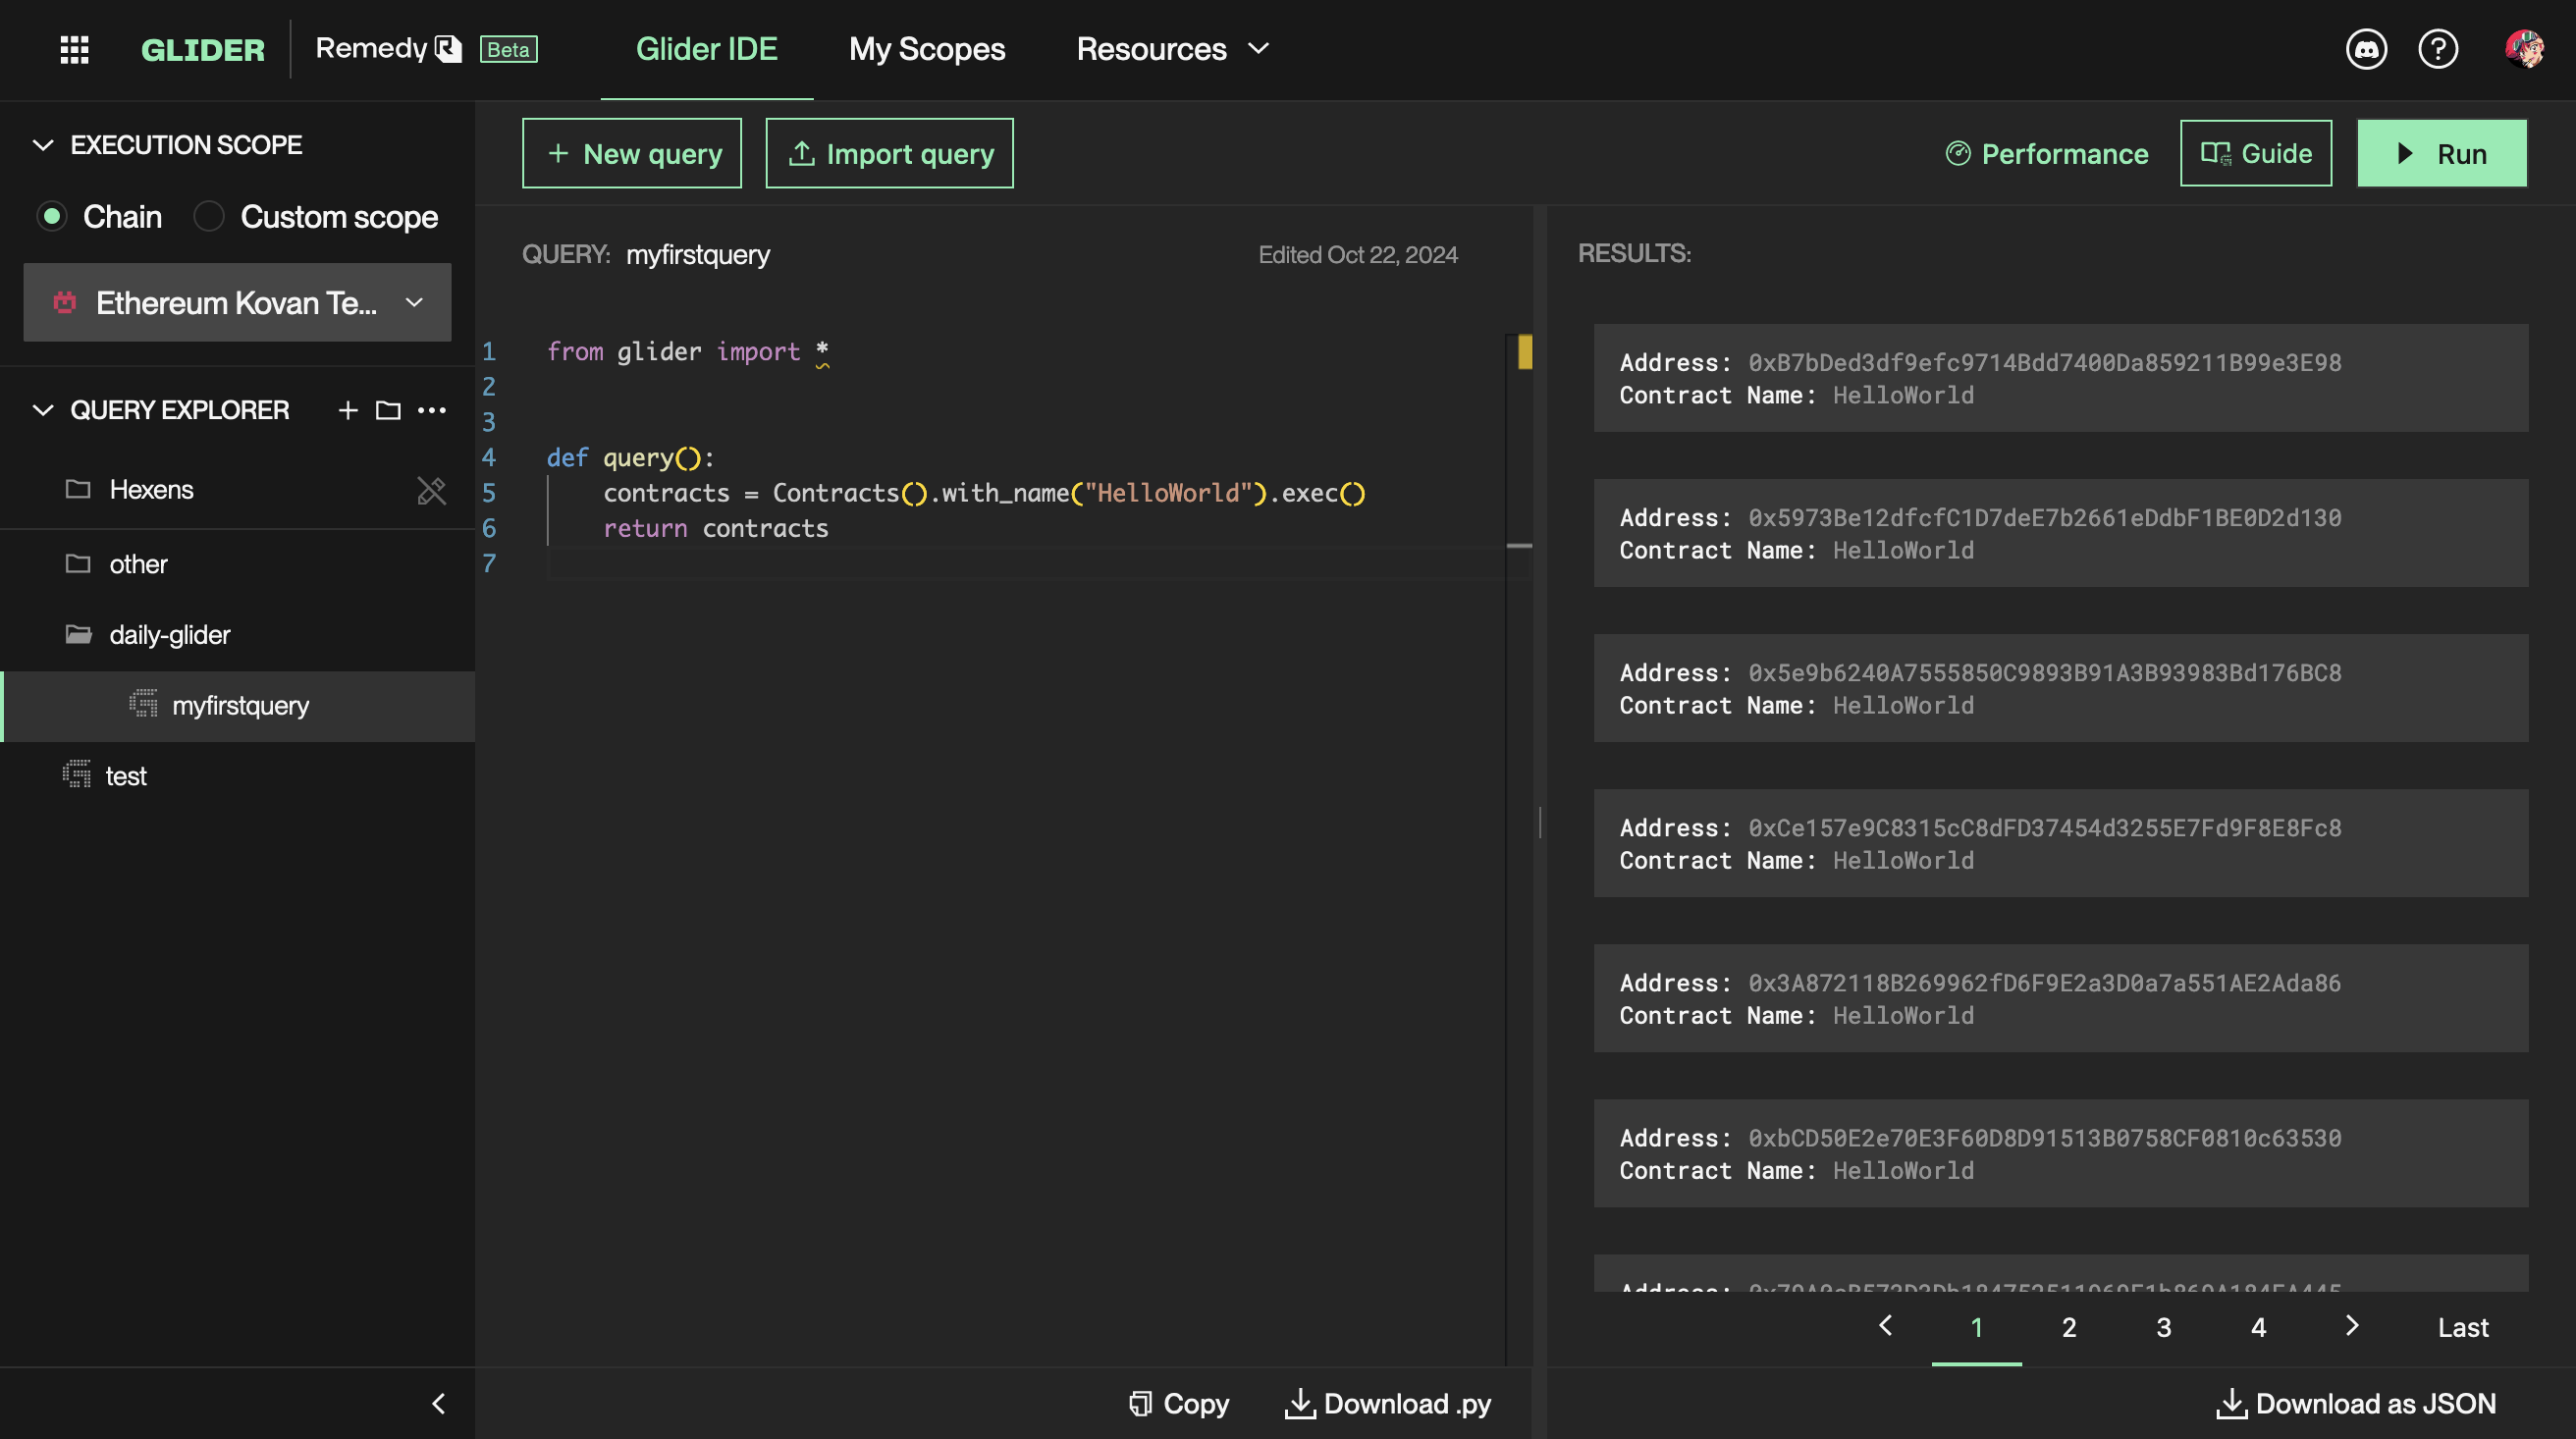 GLIDER
Remedy Beta
Glider IDE
My Scopes
Resources
EXECUTION SCOPE
Chain
Custom scope
Ethereum Kovan Te...
QUERY EXPLORER
Hexens
other
daily-glider
myfirstquery
test
+ New query
Import query
Performance
Guide
Run
QUERY: myfirstquery
Edited Oct 22, 2024
1 from glider import *
2
3
4 def query():
5 contracts = Contracts().with_name("HelloWorld").exec()
6 return contracts
7
Copy
Download .py
RESULTS:
Address: 0xB7bDed3df9efc9714Bdd7400Da859211B99e3E98
Contract Name: HelloWorld
Address: 0x5973Be12dfcfC1D7deE7b2661eDdbF1BE0D2d130
Contract Name: HelloWorld
Address: 0x5e9b6240A7555850C9893B91A3B93983Bd176BC8
Contract Name: HelloWorld
Address: 0xCe157e9C8315cC8dFD37454d3255E7Fd9F8E8Fc8
Contract Name: HelloWorld
Address: 0x3A872118B269962fD6F9E2a3D0a7a551AE2Ada86
Contract Name: HelloWorld
Address: 0xbCD50E2e70E3F60D8D91513B0758CF0810c63530
Contract Name: HelloWorld
Address:
1 2 3 4 Last
Download as JSON